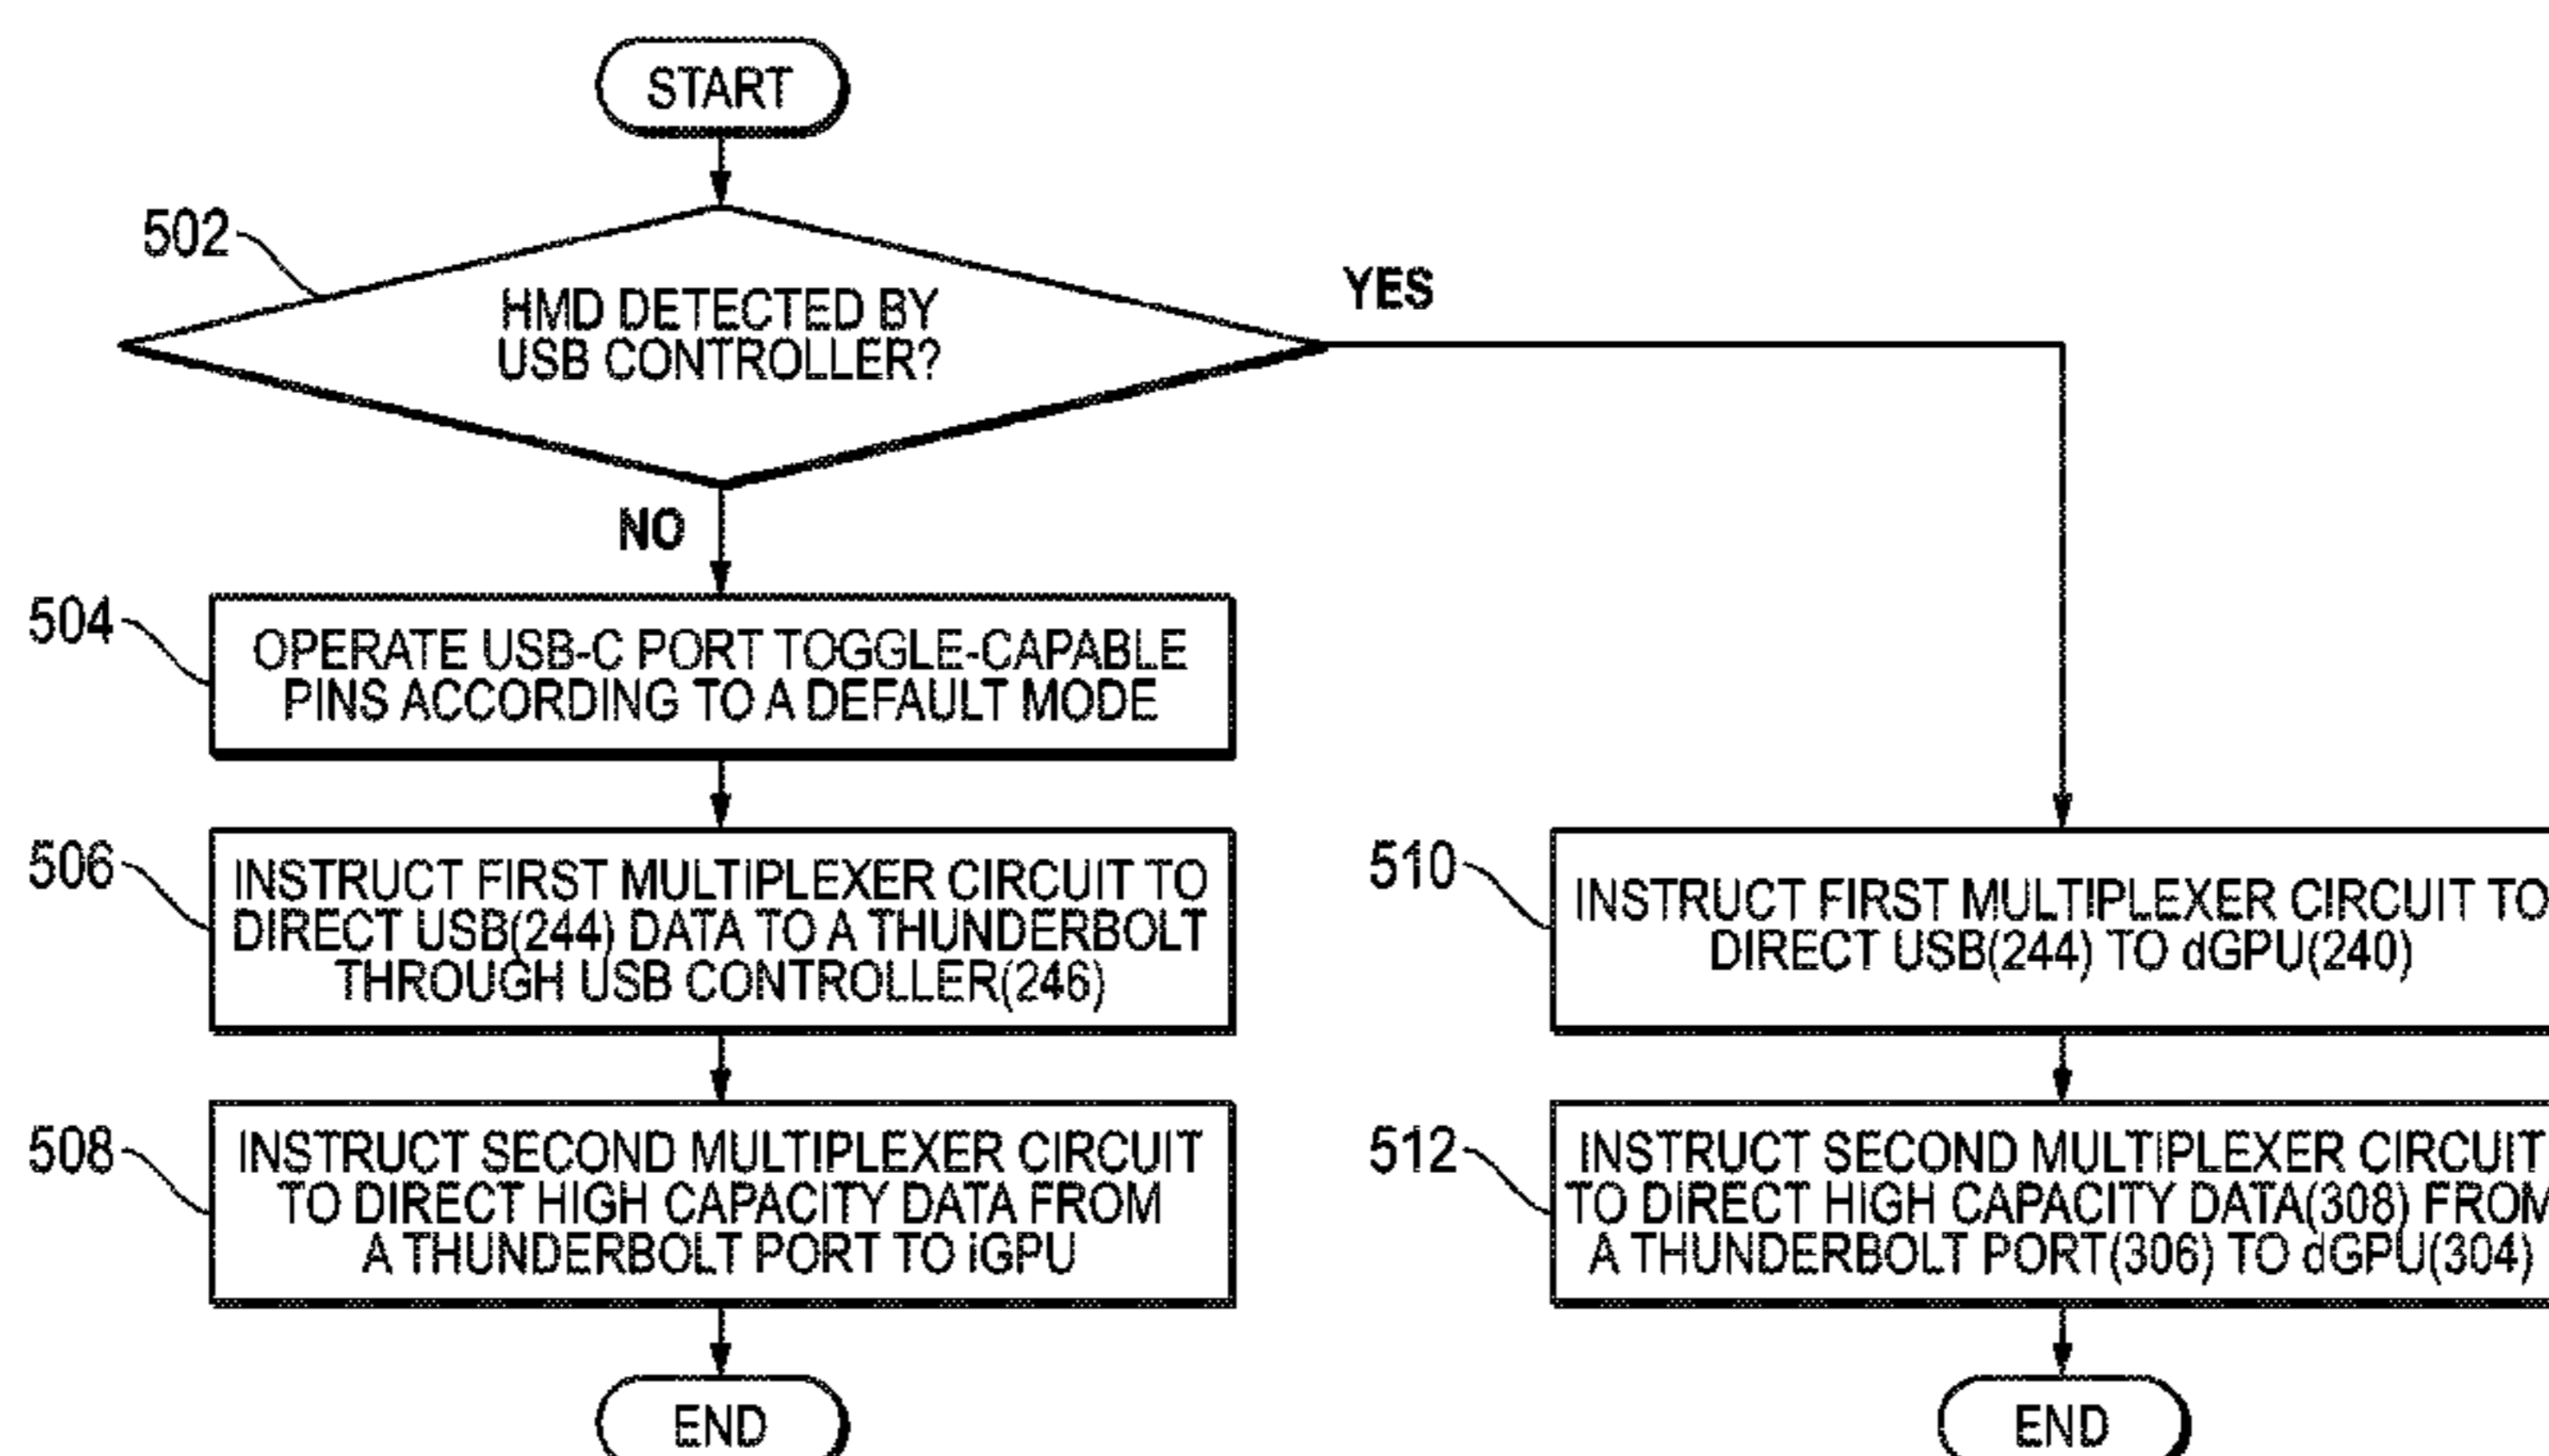 START
502
HMD DETECTED BY
USB CONTROLLER?
YES
NO
504
OPERATE USB-C PORT TOGGLE-CAPABLE
PINS ACCORDING TO A DEFAULT MODE
506
INSTRUCT FIRST MULTIPLEXER CIRCUIT TO
DIRECT USB(244) DATA TO A THUNDERBOLT
THROUGH USB CONTROLLER(246)
510
INSTRUCT FIRST MULTIPLEXER CIRCUIT TO
DIRECT USB(244) TO dGPU(240)
508
INSTRUCT SECOND MULTIPLEXER CIRCUIT
TO DIRECT HIGH CAPACITY DATA FROM
A THUNDERBOLT PORT TO iGPU
512
INSTRUCT SECOND MULTIPLEXER CIRCUIT
TO DIRECT HIGH CAPACITY DATA(308) FROM
A THUNDERBOLT PORT(306) TO dGPU(304)
END
END